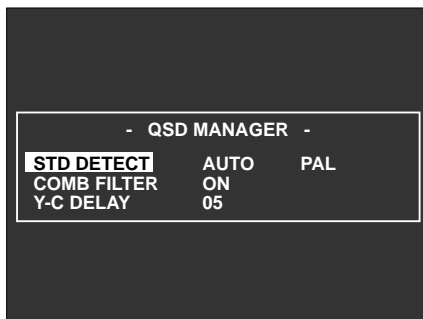 - QSD MANAGER -
STD DETECT AUTO PAL
COMB FILTER ON
Y-C DELAY 05